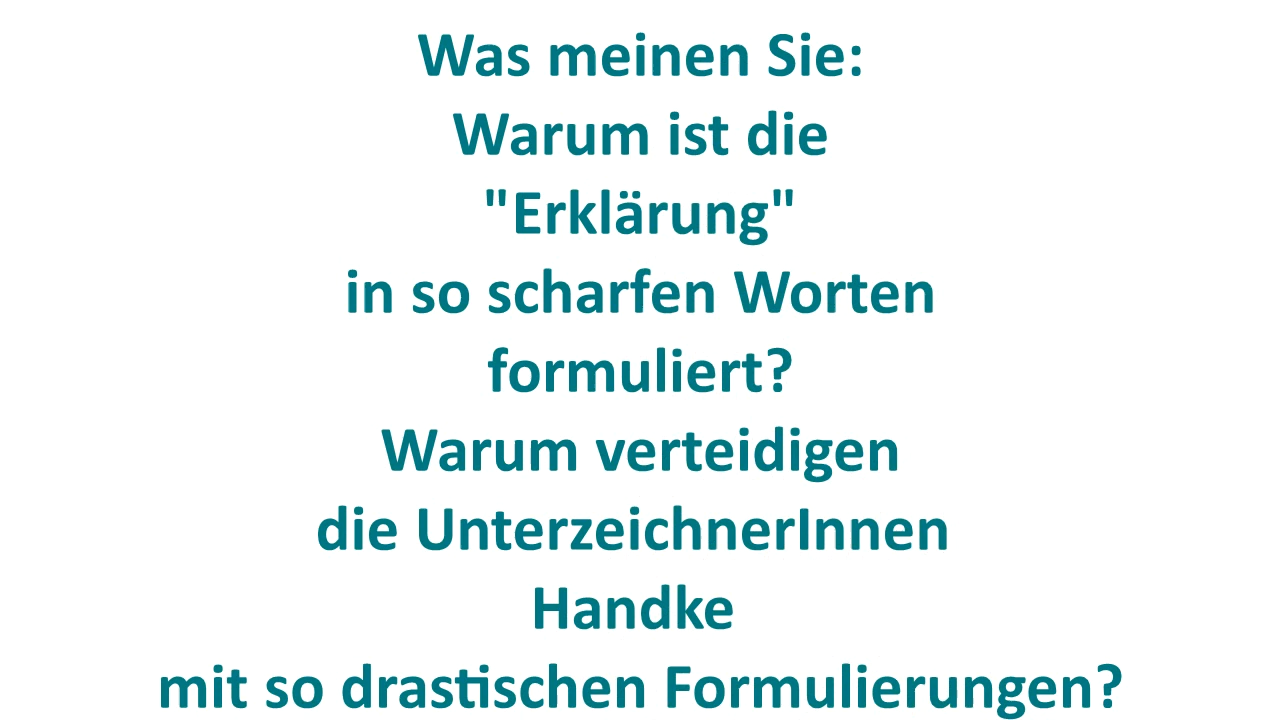 Was meinen Sie:
Warum ist die
"Erklärung"
in so scharfen Worten
formuliert?
Warum verteidigen
die UnterzeichnerInnen
Handke
mit so drastischen Formulierungen?